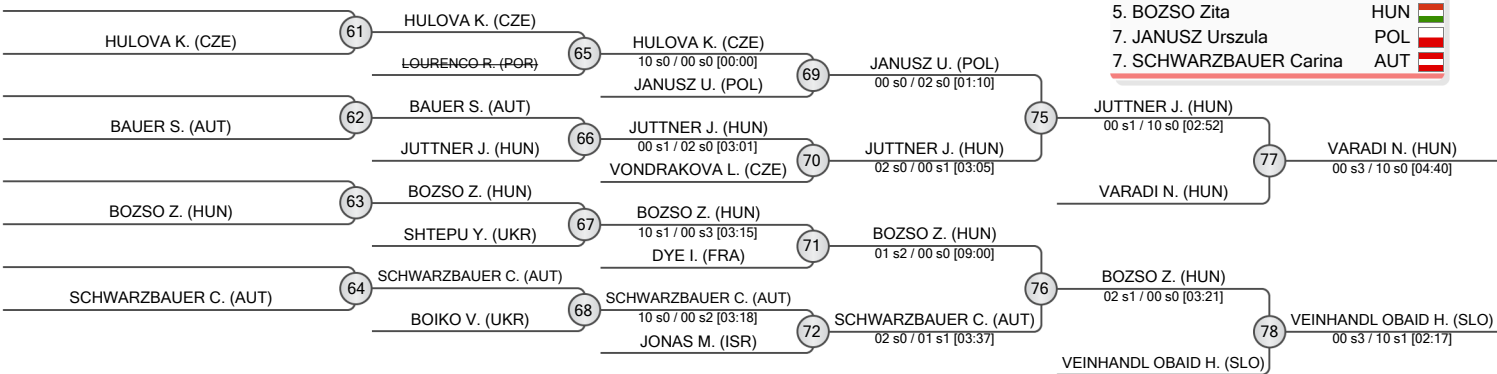 5. BOZSO Zita HUN
7. JANUSZ Urszula POL
7. SCHWARZBAUER Carina AUT
HULOVA K. (CZE)
61
HULOVA K. (CZE)
LOURENCO R. (POR)
65
HULOVA K. (CZE)
10 s0 / 00 s0 [00:00]
JANUSZ U. (POL)
69
JANUSZ U. (POL)
00 s0 / 02 s0 [01:10]
BAUER S. (AUT)
62
BAUER S. (AUT)
JUTTNER J. (HUN)
66
JUTTNER J. (HUN)
00 s1 / 02 s0 [03:01]
VONDRAKOVA L. (CZE)
70
JUTTNER J. (HUN)
02 s0 / 00 s1 [03:05]
75
JUTTNER J. (HUN)
00 s1 / 10 s0 [02:52]
VARADI N. (HUN)
77
VARADI N. (HUN)
00 s3 / 10 s0 [04:40]
BOZSO Z. (HUN)
63
BOZSO Z. (HUN)
SHTEPU Y. (UKR)
67
BOZSO Z. (HUN)
10 s1 / 00 s3 [03:15]
DYE I. (FRA)
71
BOZSO Z. (HUN)
01 s2 / 00 s0 [09:00]
SCHWARZBAUER C. (AUT)
64
SCHWARZBAUER C. (AUT)
BOIKO V. (UKR)
68
SCHWARZBAUER C. (AUT)
10 s0 / 00 s2 [03:18]
JONAS M. (ISR)
72
SCHWARZBAUER C. (AUT)
02 s0 / 01 s1 [03:37]
76
BOZSO Z. (HUN)
02 s1 / 00 s0 [03:21]
VEINHANDL OBAID H. (SLO)
78
VEINHANDL OBAID H. (SLO)
00 s3 / 10 s1 [02:17]